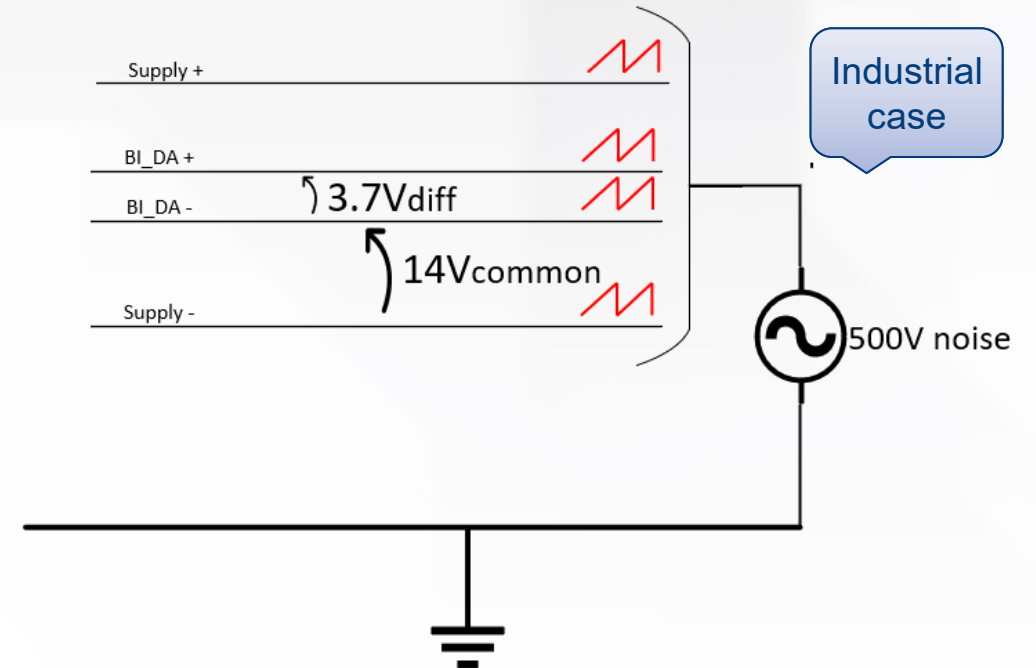 Industrial
case
Supply +
BI_DA +
3.7Vdiff
BI_DA -
14Vcommon
Supply -
500V noise